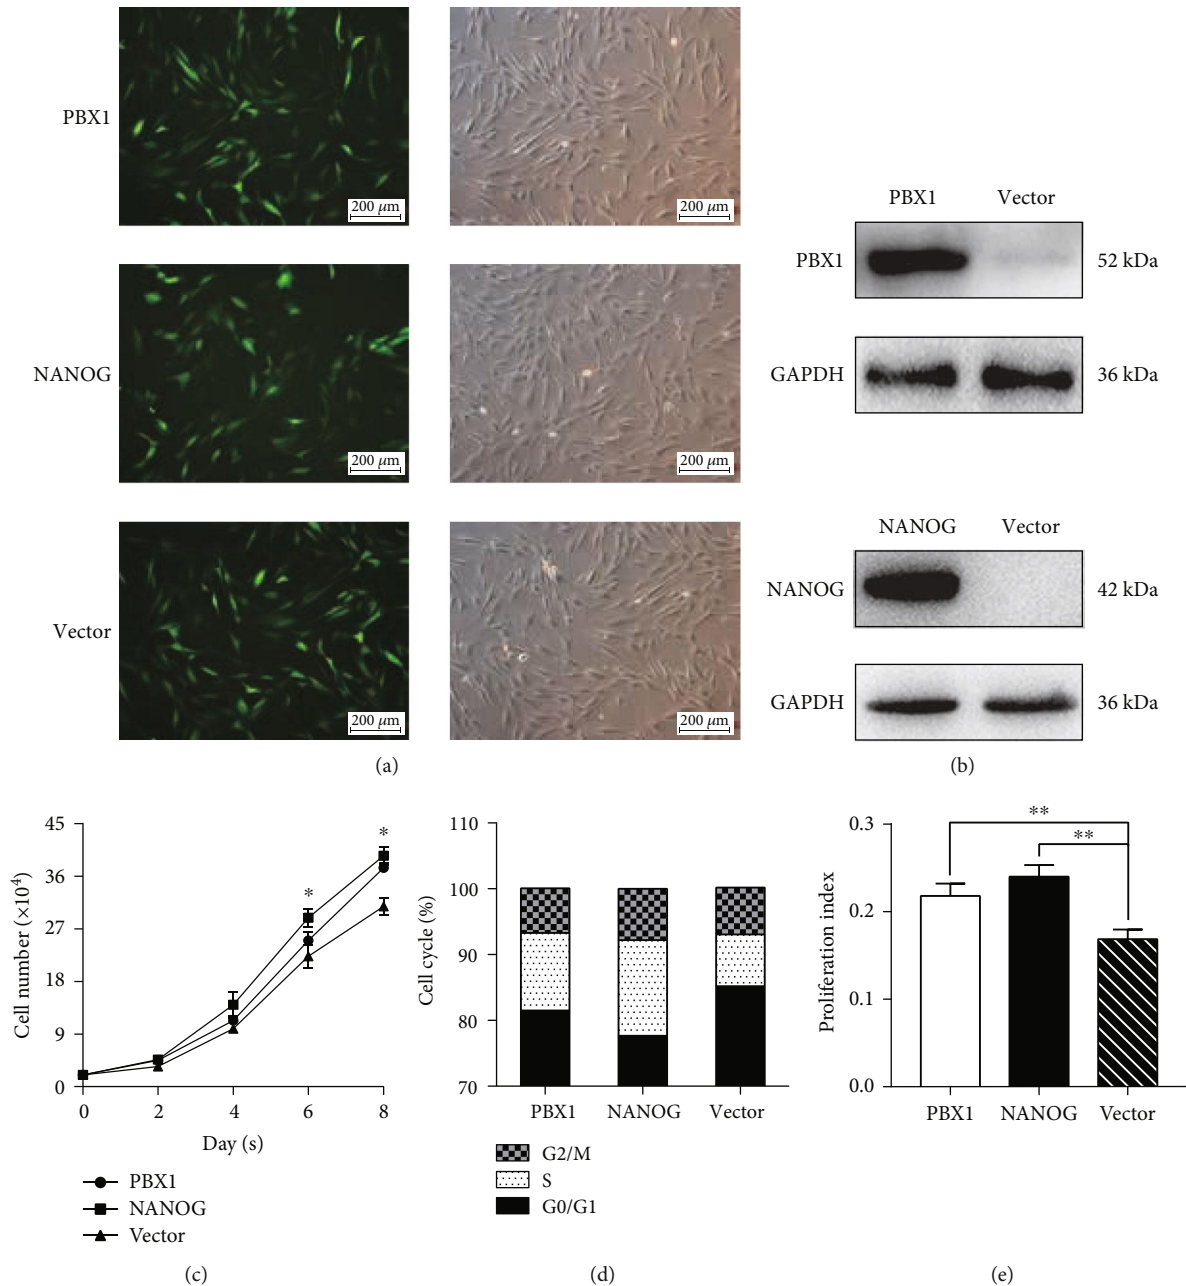 PBX1
200 μm
200 μm
NANOG
200 μm
200 μm
Vector
200 μm
200 μm
(a)
PBX1 Vector
PBX1 52 kDa
GAPDH 36 kDa
NANOG Vector
NANOG 42 kDa
GAPDH 36 kDa
(b)
45
36
27
18
9
0
Cell number (×10⁴)
* *
0 2 4 6 8
Day (s)
PBX1
NANOG
Vector
(c)
110
100
90
80
70
Cell cycle (%)
PBX1 NANOG Vector
G2/M
S
G0/G1
(d)
0.3
0.2
0.1
0.0
Proliferation index
**
**
PBX1 NANOG Vector
(e)